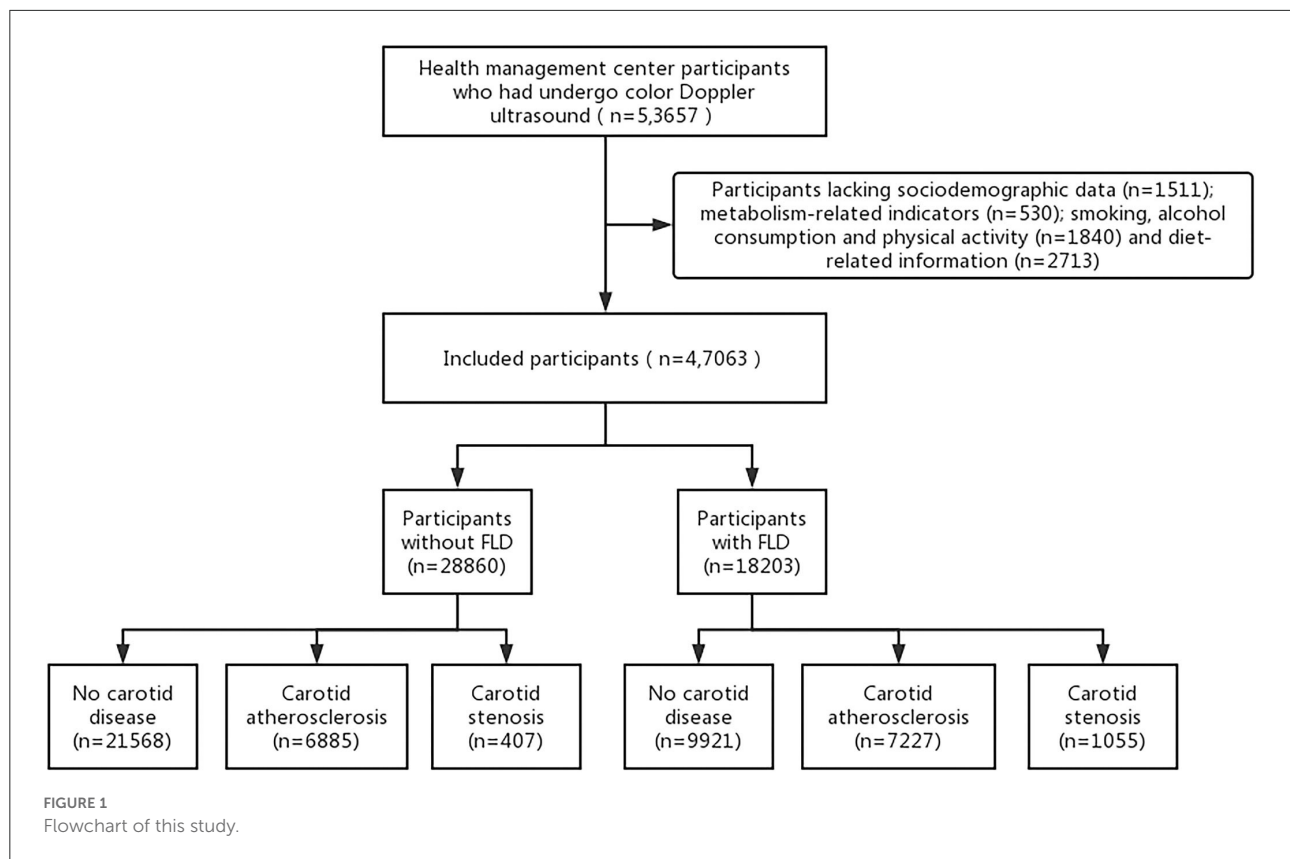 Health management center participants
who had undergo color Doppler
ultrasound ( n=5,3657 )
Participants lacking sociodemographic data (n=1511);
metabolism-related indicators (n=530); smoking, alcohol
consumption and physical activity (n=1840) and diet-
related information (n=2713)
Included participants ( n=4,7063 )
Participants
without FLD
(n=28860)
Participants
with FLD
(n=18203)
No carotid
disease
(n=21568)
Carotid
atherosclerosis
(n=6885)
Carotid
stenosis
(n=407)
No carotid
disease
(n=9921)
Carotid
atherosclerosis
(n=7227)
Carotid
stenosis
(n=1055)
FIGURE 1
Flowchart of this study.